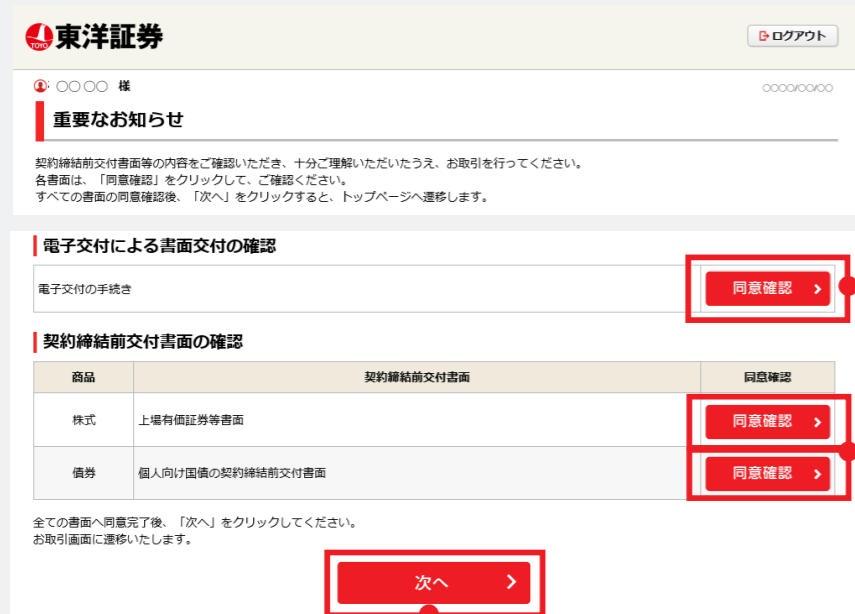 TOYO
東洋証券
ログアウト
○○○○ 様
○○○○/○○/○○
重要なお知らせ
契約締結前交付書面等の内容をご確認いただき、十分ご理解いただいたうえ、お取引を行ってください。
各書面は、「同意確認」をクリックして、ご確認ください。
すべての書面の同意確認後、「次へ」をクリックすると、トップページへ遷移します。
電子交付による書面交付の確認
電子交付の手続き 同意確認
契約締結前交付書面の確認
商品 契約締結前交付書面 同意確認
株式 上場有価証券等書面 同意確認
債券 個人向け国債の契約締結前交付書面 同意確認
全ての書面へ同意完了後、「次へ」をクリックしてください。
お取引画面に遷移いたします。
次へ